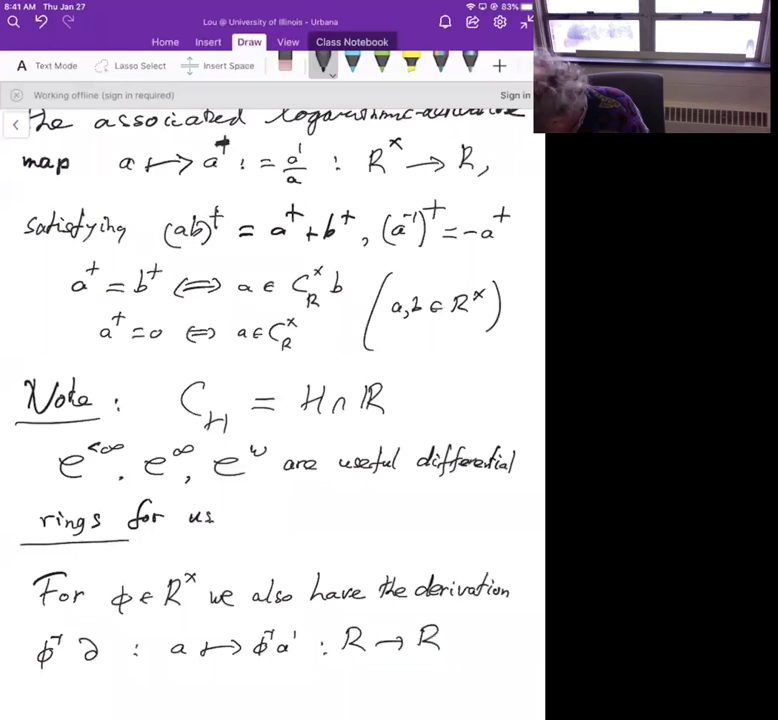 8:41 AM Thu Jan 27
83%
Lou @ University of Illinois - Urbana
Home Insert Draw View Class Notebook
A Text Mode Lasso Select Insert Space
Working offline (sign in required) Sign in
the associated logarithmic-derivative
map a ↦ a† := a'/a : R^× → R,
satisfying (ab)† = a† + b†, (a⁻¹)† = -a†
a† = b† ⟺ a ∈ C_R^× b (a,b ∈ R^×)
a† = 0 ⟺ a ∈ C_R^×
Note: C_H = H ∩ ℝ
e^{<∞}, e^∞, e^ω are useful differential
rings for us
For φ ∈ R^× we also have the derivation
φ⁻¹∂ : a ↦ φ⁻¹a' : R → R